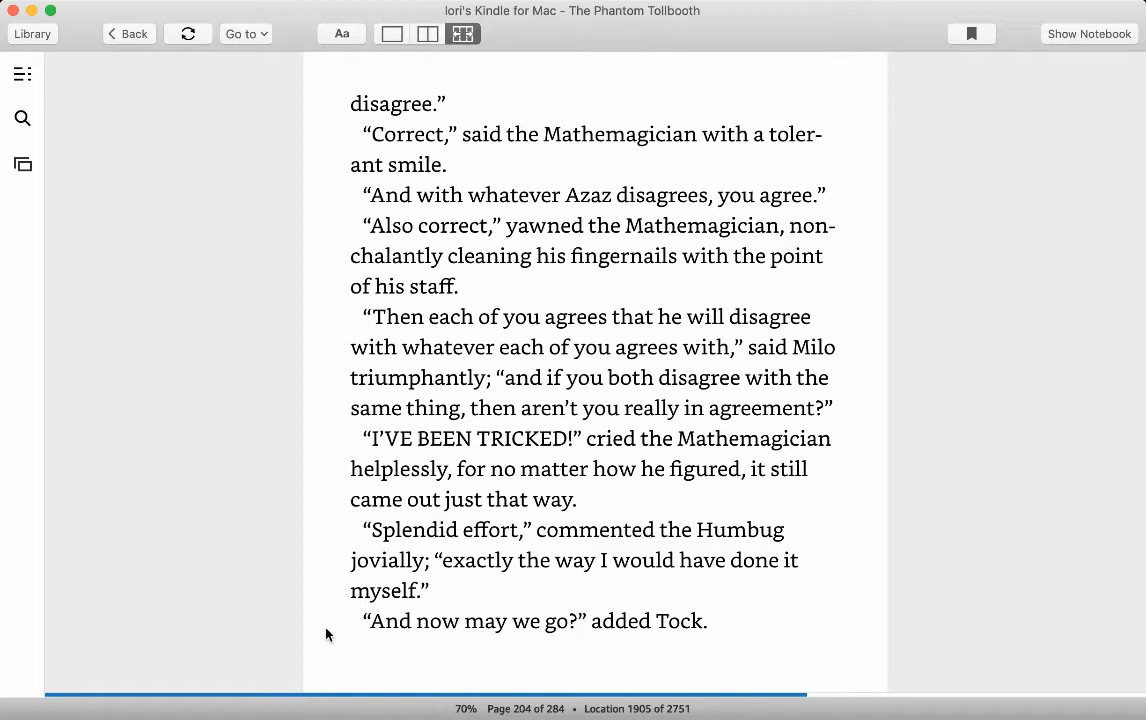 lori's Kindle for Mac - The Phantom Tollbooth
Library
Back
Go to
Aa
Show Notebook
disagree.”
“Correct,” said the Mathemagician with a toler-
ant smile.
“And with whatever Azaz disagrees, you agree.”
“Also correct,” yawned the Mathemagician, non-
chalantly cleaning his fingernails with the point
of his staff.
“Then each of you agrees that he will disagree
with whatever each of you agrees with,” said Milo
triumphantly; “and if you both disagree with the
same thing, then aren’t you really in agreement?”
“I’VE BEEN TRICKED!” cried the Mathemagician
helplessly, for no matter how he figured, it still
came out just that way.
“Splendid effort,” commented the Humbug
jovially; “exactly the way I would have done it
myself.”
“And now may we go?” added Tock.
70% Page 204 of 284 • Location 1905 of 2751